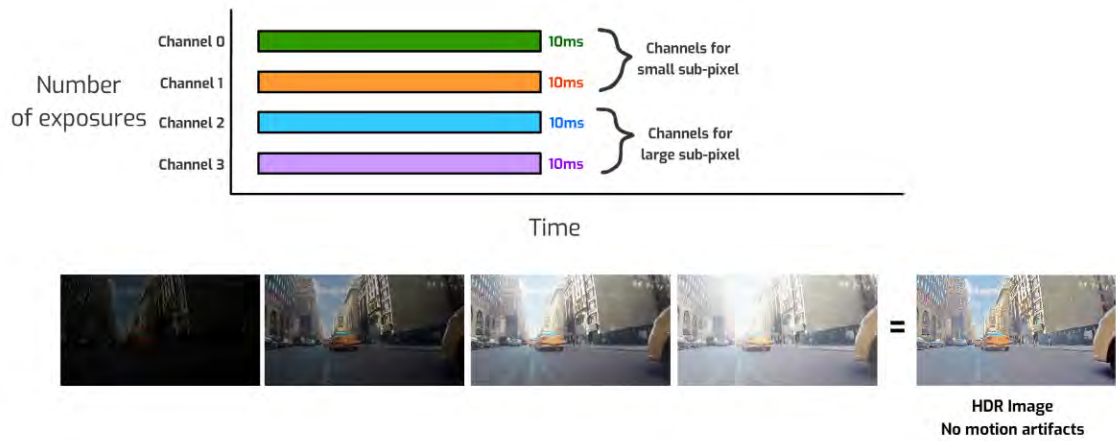 Channel 0
10ms
Channels for
small sub-pixel
Channel 1
10ms
Number
of exposures
Channel 2
10ms
Channels for
large sub-pixel
Channel 3
10ms
Time
=
HDR Image
No motion artifacts